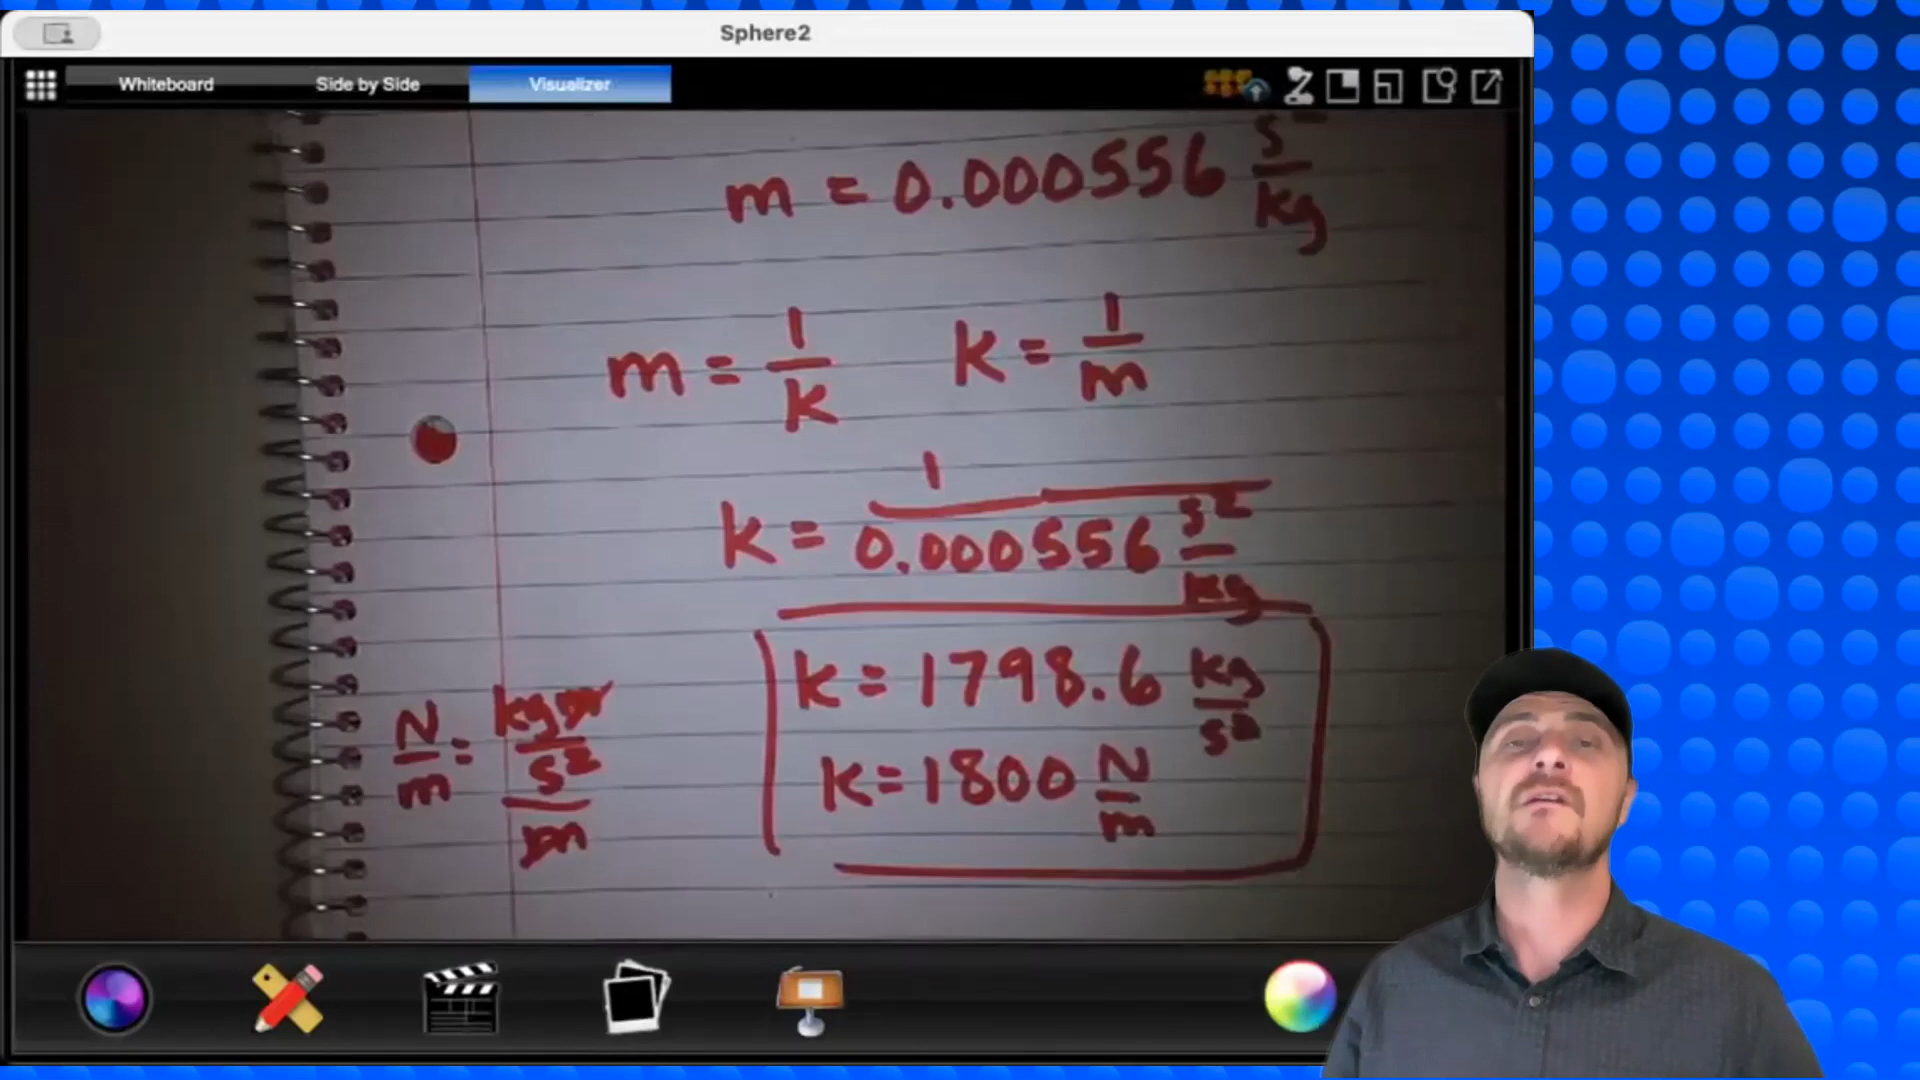 Sphere2
Whiteboard Side by Side Visualizer
m = 0.000556 s²/kg
m = 1/k k = 1/m
k = 1/(0.000556 s²/kg)
k = 1798.6 kg/s²
N/m = (kgm/s²)/m
k = 1800 N/m